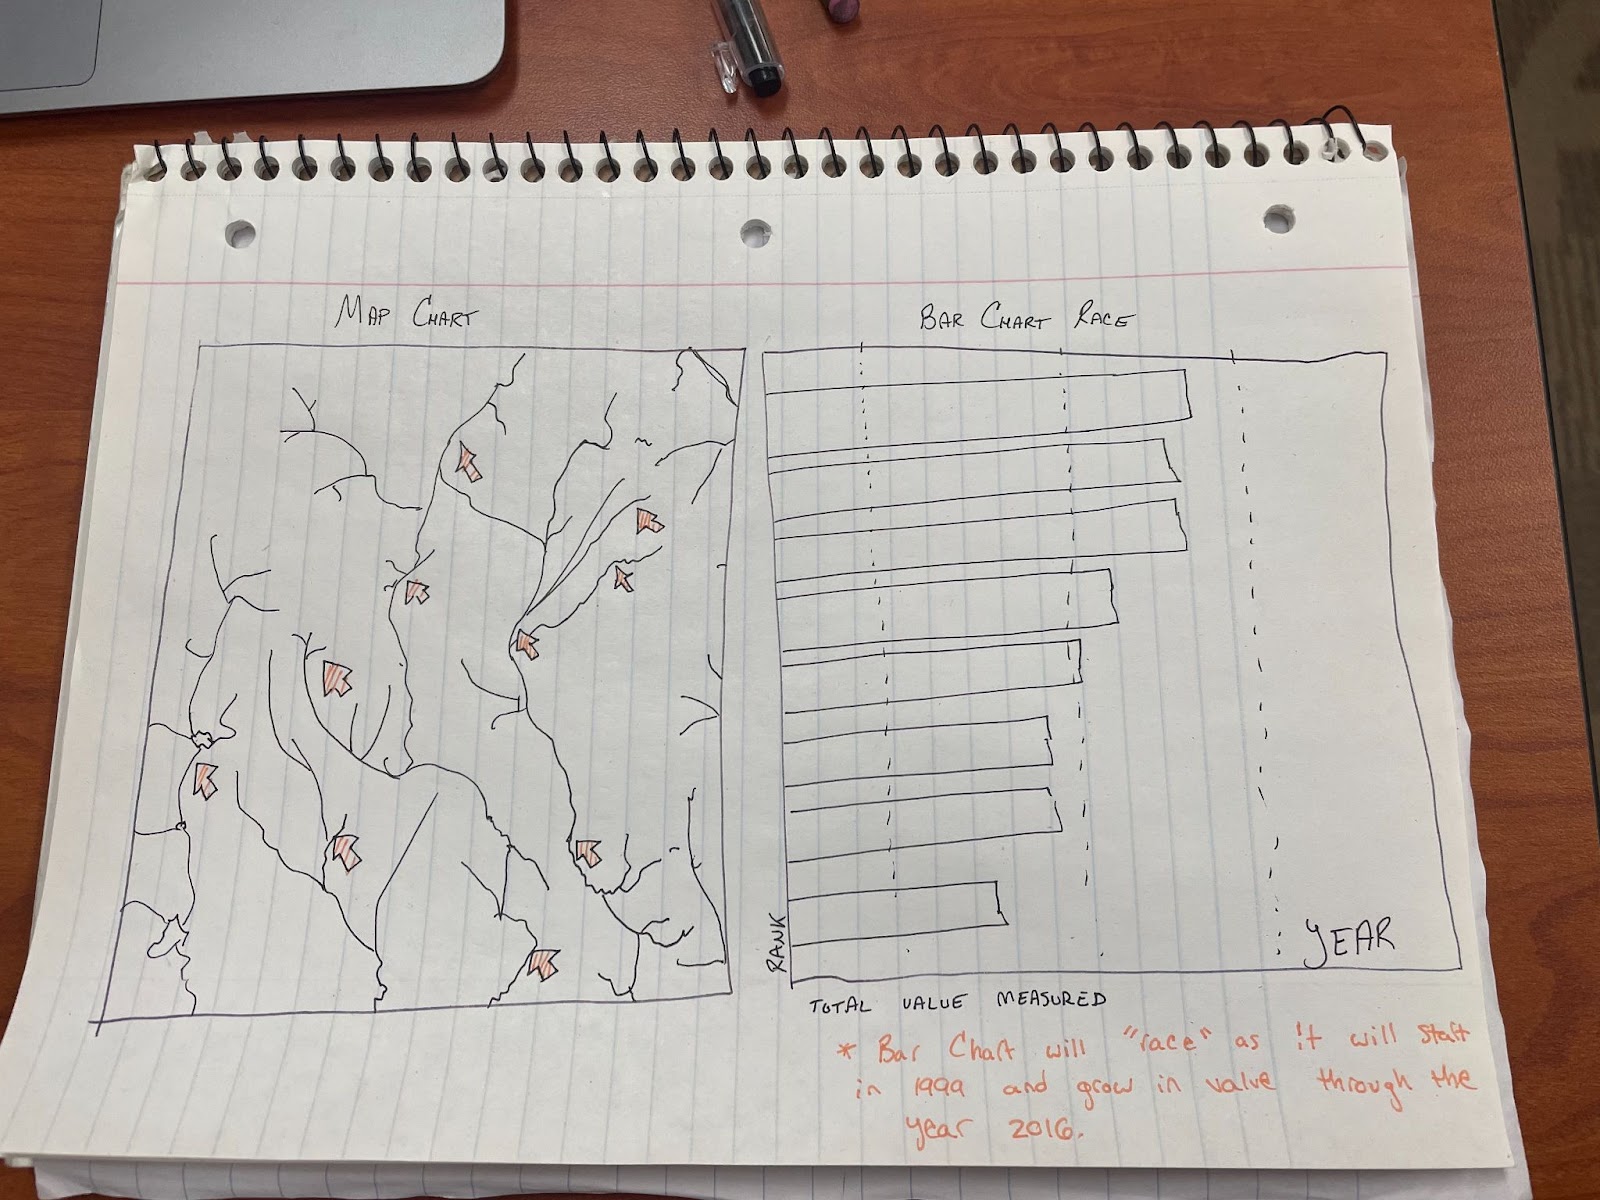 MAP CHART
BAR CHART RACE
RANK
YEAR
TOTAL VALUE MEASURED
* Bar Chart will "race" as it will start
in 1999 and grow in value through the
year 2016.